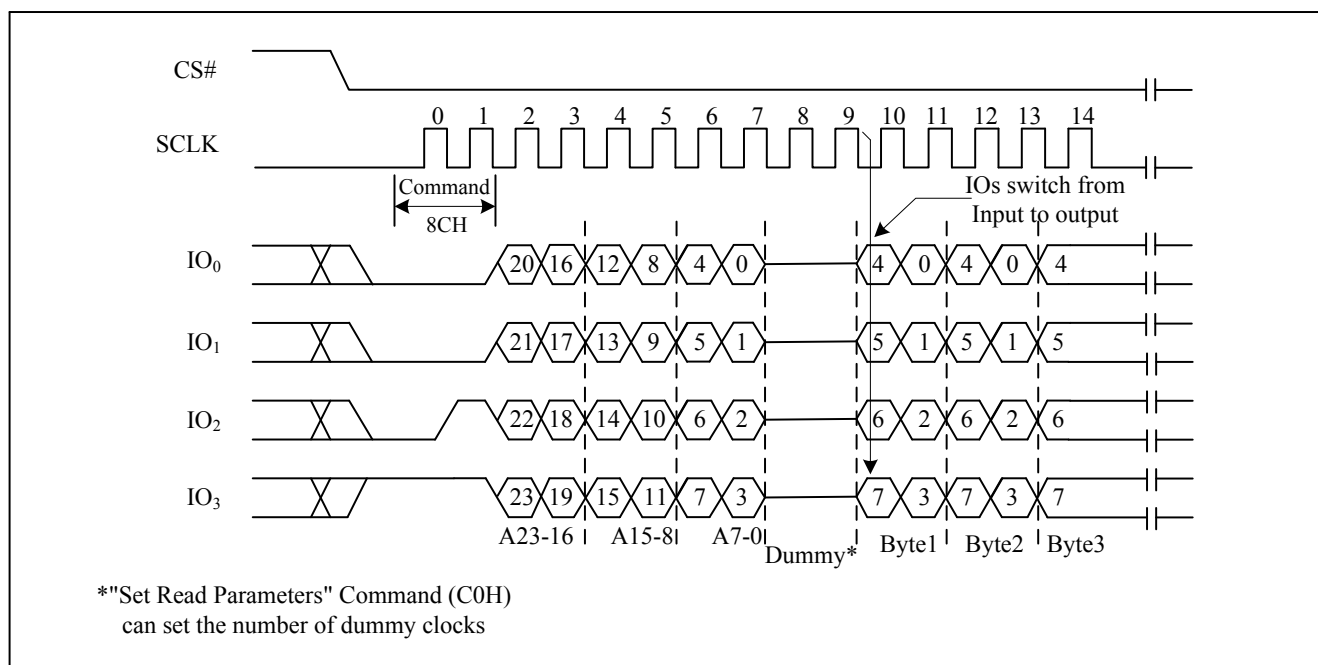 CS#
0 1 2 3 4 5 6 7 8 9 10 11 12 13 14
SCLK
Command
8CH
IOs switch from
Input to output
IO0 20 16 12 8 4 0 4 0 4 0 4
IO1 21 17 13 9 5 1 5 1 5 1 5
IO2 22 18 14 10 6 2 6 2 6 2 6
IO3 23 19 15 11 7 3 7 3 7 3 7
A23-16 A15-8 A7-0 Dummy* Byte1 Byte2 Byte3
*"Set Read Parameters" Command (C0H)
can set the number of dummy clocks